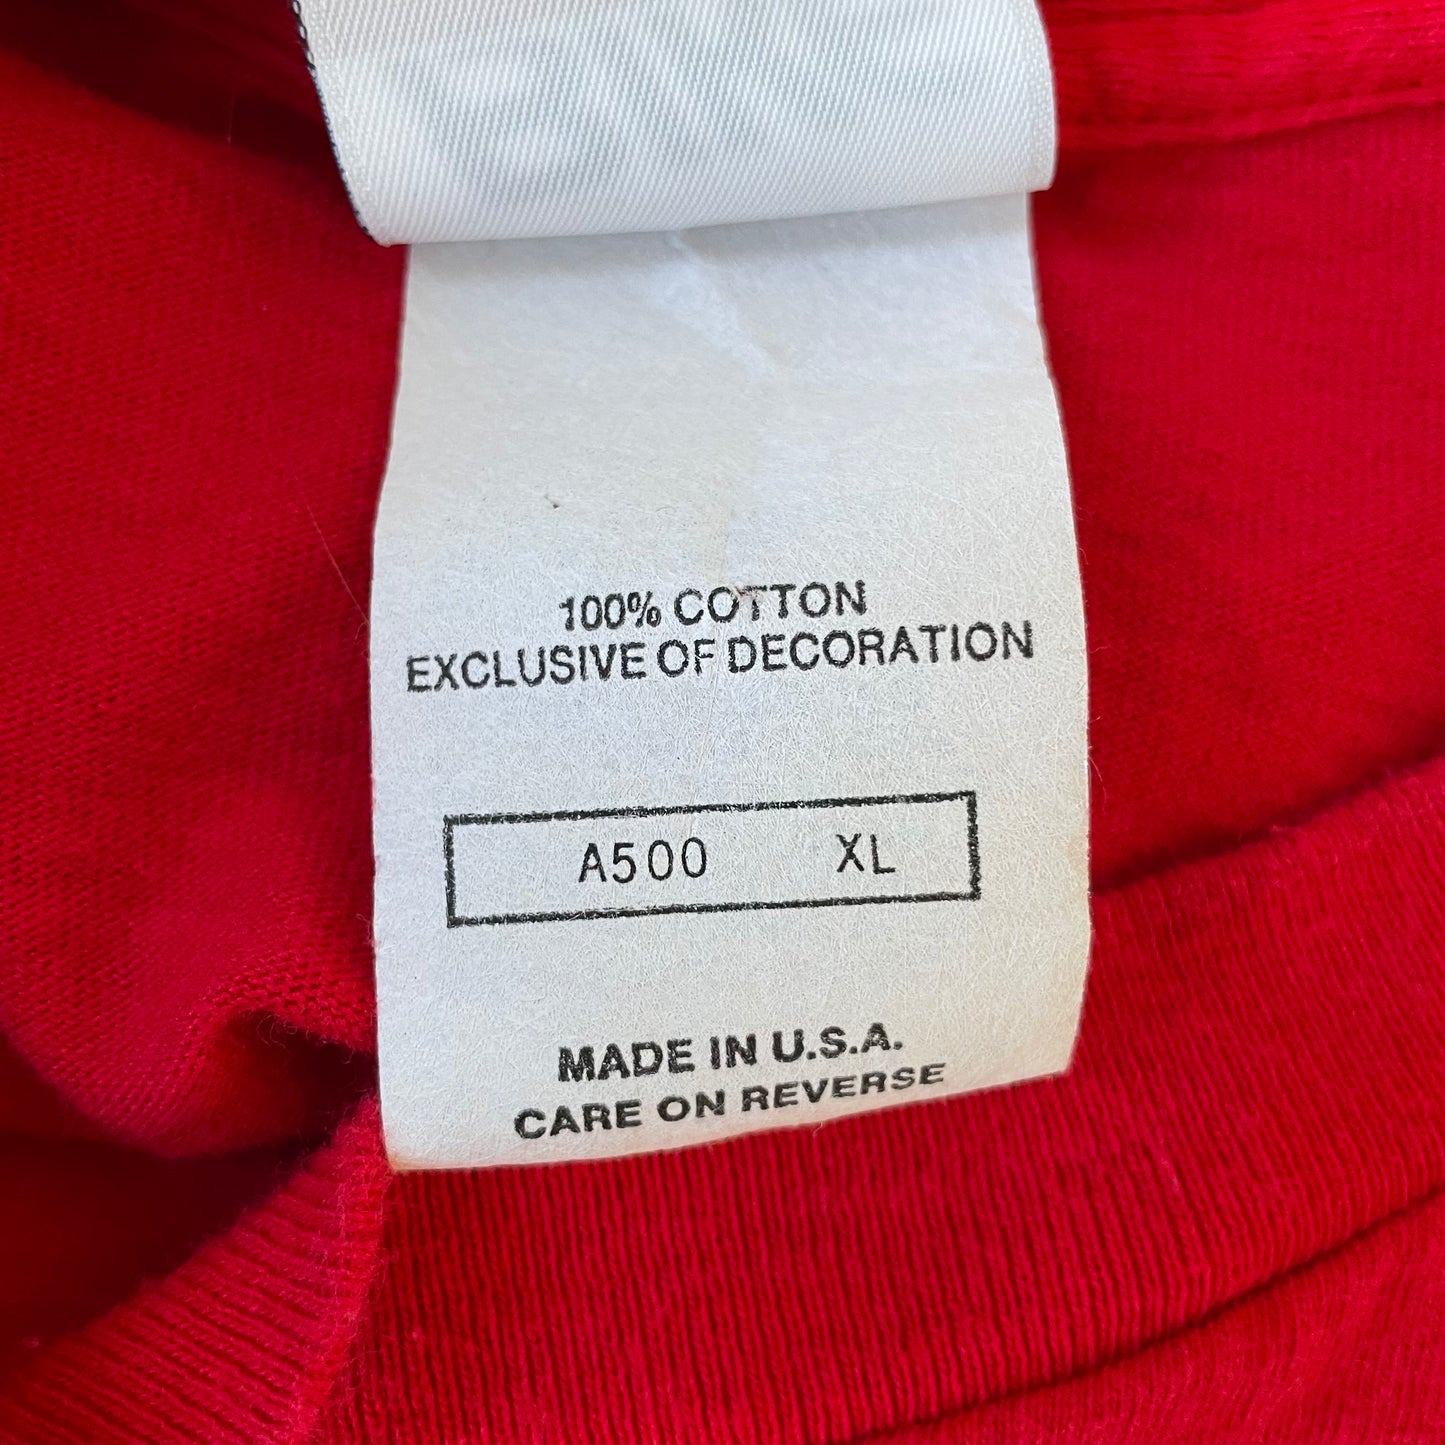 100% COTTON
EXCLUSIVE OF DECORATION
A500 XL
MADE IN U.S.A.
CARE ON REVERSE